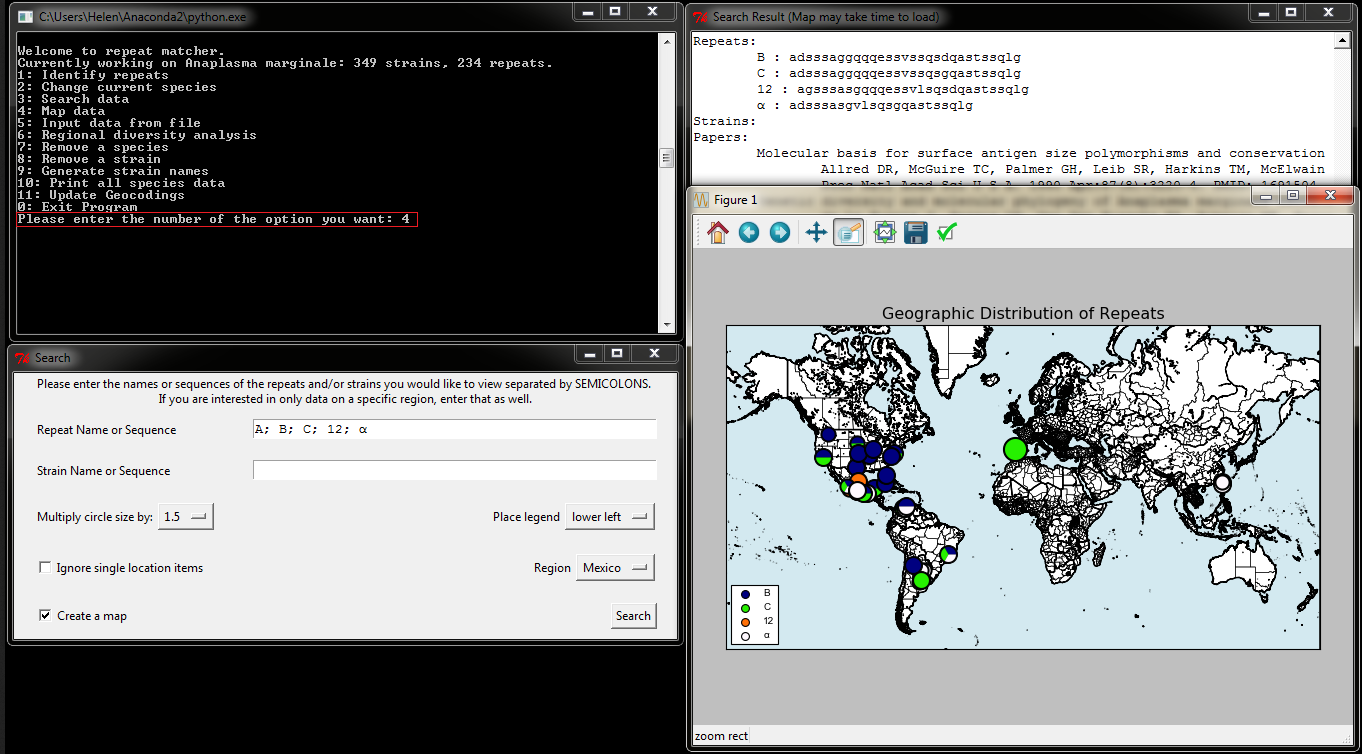 C:\Users\Helen\Anaconda2\python.exe
Welcome to repeat matcher.
Currently working on Anaplasma marginale: 349 strains, 234 repeats.
1: Identify repeats
2: Change current species
3: Search data
4: Map data
5: Input data from file
6: Regional diversity analysis
7: Remove a species
8: Remove a strain
9: Generate strain names
10: Print all species data
11: Update Geocodings
0: Exit Program
Please enter the number of the option you want: 4
Search
Please enter the names or sequences of the repeats and/or strains you would like to view separated by SEMICOLONS.
If you are interested in only data on a specific region, enter that as well.
Repeat Name or Sequence
A; B; C; 12; α
Strain Name or Sequence
Multiply circle size by: 1.5
Place legend lower left
Ignore single location items
Region Mexico
Create a map
Search
Search Result (Map may take time to load)
Repeats:
B : adsssaggqqqessvssqsdqastssqlg
C : adsssaggqqqessvssqsgqastssqlg
12 : agsssasgqqqessvlsqsdqastssqlg
α : adsssasgvlsqsgqastssqlg
Strains:
Papers:
Molecular basis for surface antigen size polymorphisms and conservation
Allred DR, McGuire TC, Palmer GH, Leib SR, Harkins TM, McElwain
Figure 1
Geographic Distribution of Repeats
B
C
12
α
zoom rect